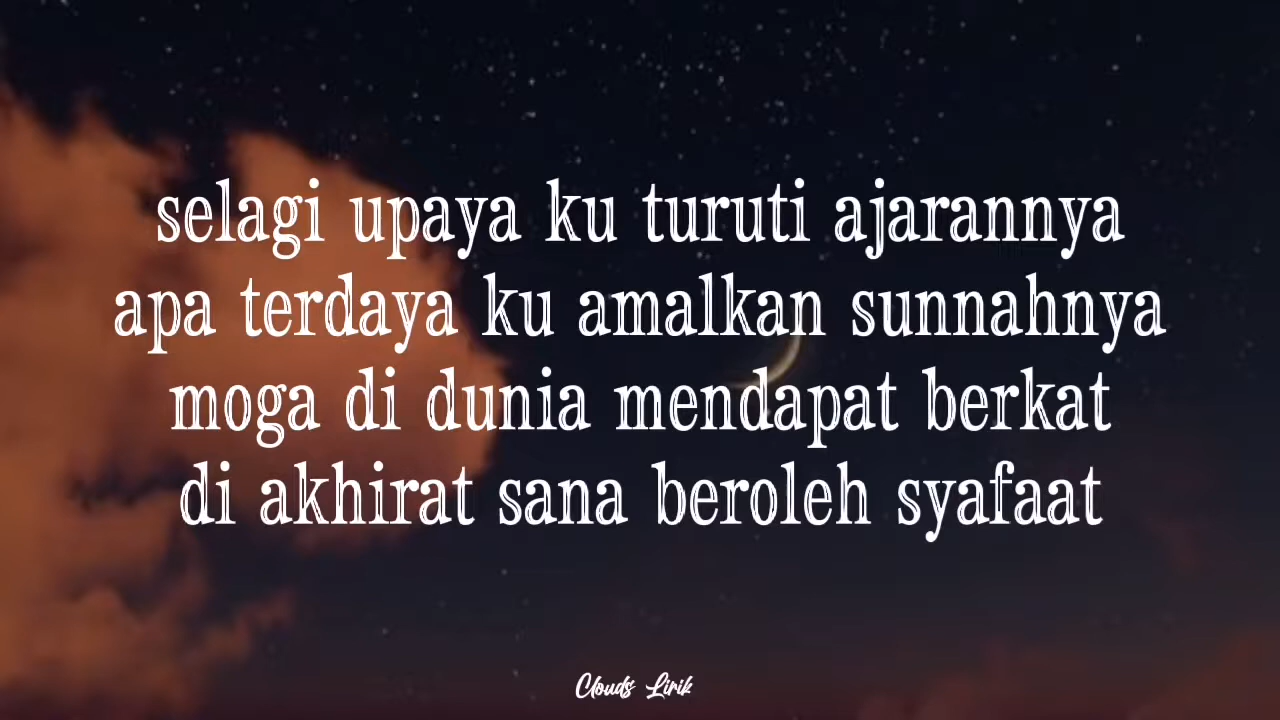 selagi upaya ku turuti ajarannya
apa terdaya ku amalkan sunnahnya
moga di dunia mendapat berkat
di akhirat sana beroleh syafaat
Clouds Lirik